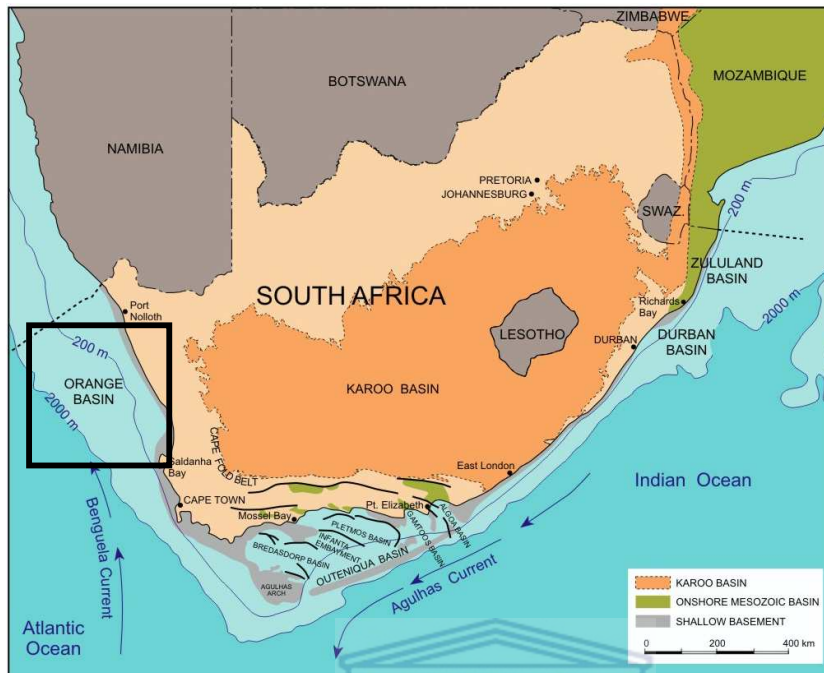 ZIMBABWE
MOZAMBIQUE
BOTSWANA
NAMIBIA
PRETORIA
JOHANNESBURG
SWAZ.
200 m
ZULULAND
BASIN
2000 m
Port
Nolloth
SOUTH AFRICA
Richards
Bay
LESOTHO
DURBAN
DURBAN
BASIN
200 m
ORANGE
BASIN
2000 m
KAROO BASIN
CAPE FOLD BELT
Saldanha
Bay
East London
Indian Ocean
CAPE TOWN
Mossel Bay
Pt. Elizabeth
ALGOA BASIN
GAMTOOS BASIN
PLETMOS BASIN
INFANTA
EMBAYMENT
BREDASDORP BASIN
OUTENIQUA BASIN
AGULHAS
ARCH
Benguela Current
Agulhas Current
Atlantic
Ocean
KAROO BASIN
ONSHORE MESOZOIC BASIN
SHALLOW BASEMENT
0 200 400 km